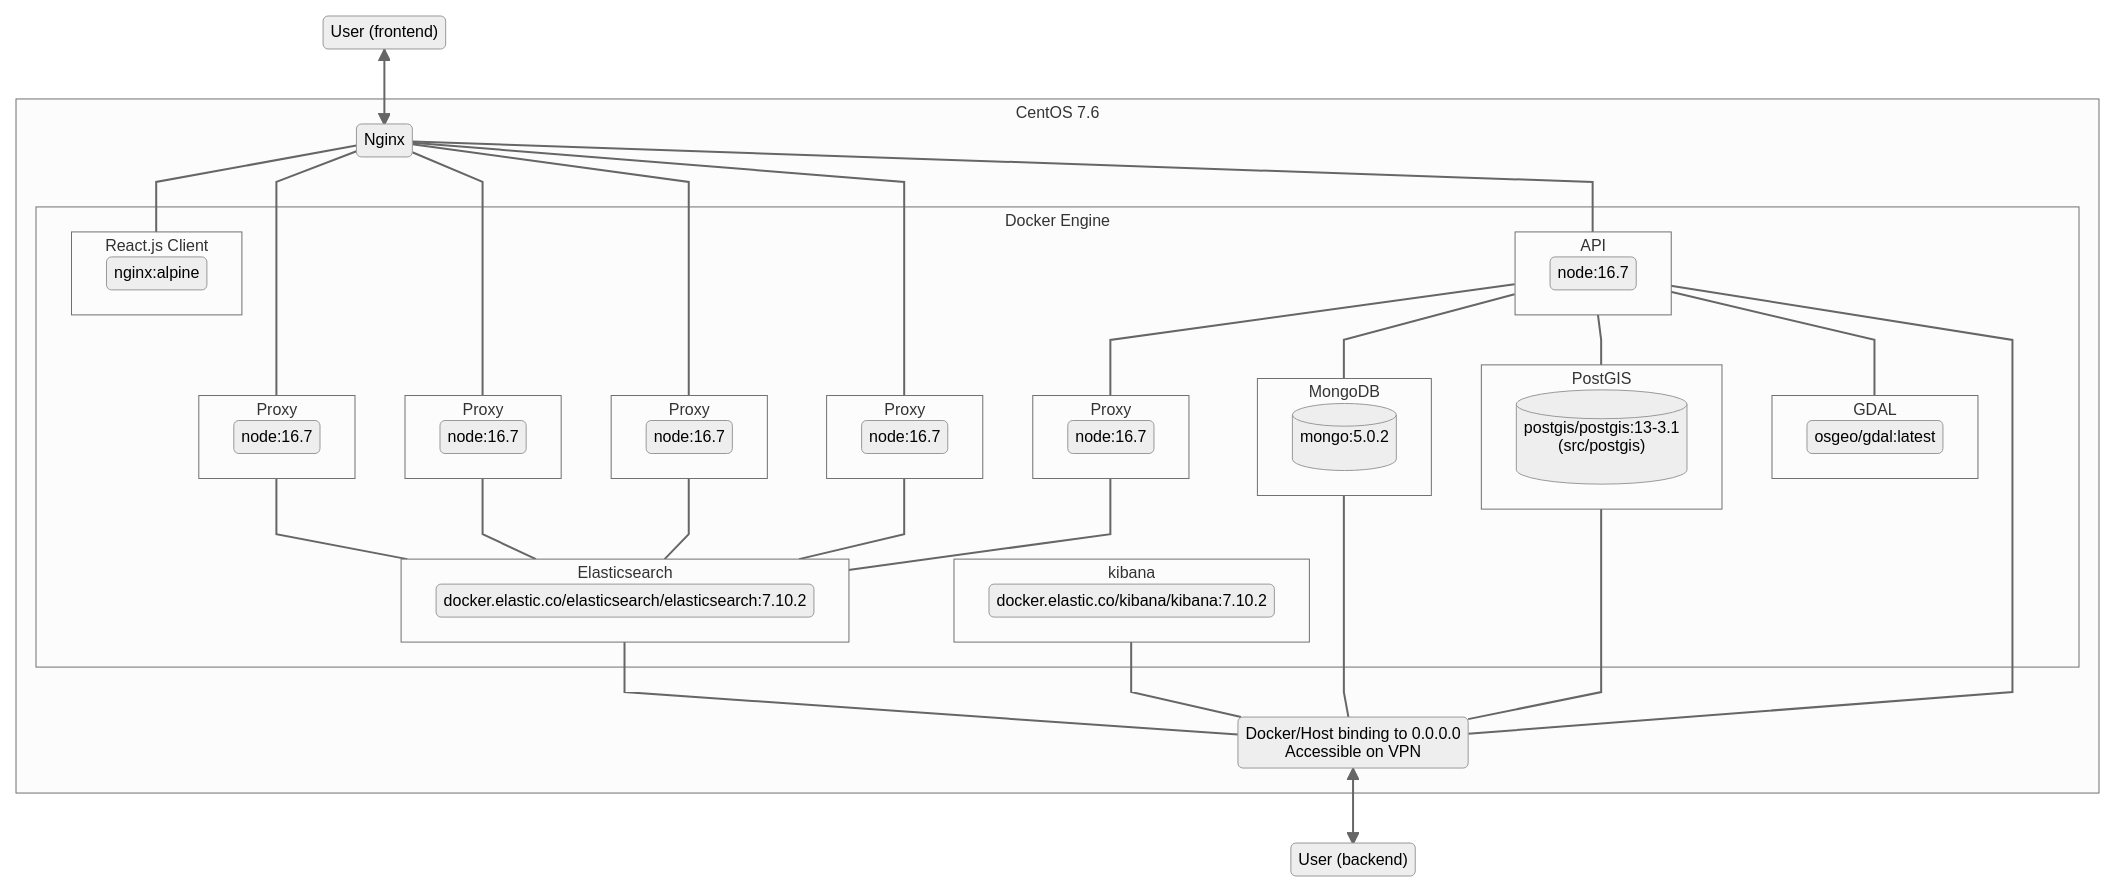 User (frontend)
CentOS 7.6
Nginx
Docker Engine
React.js Client
nginx:alpine
API
node:16.7
Proxy
node:16.7
Proxy
node:16.7
Proxy
node:16.7
Proxy
node:16.7
Proxy
node:16.7
MongoDB
mongo:5.0.2
PostGIS
postgis/postgis:13-3.1
(src/postgis)
GDAL
osgeo/gdal:latest
Elasticsearch
docker.elastic.co/elasticsearch/elasticsearch:7.10.2
kibana
docker.elastic.co/kibana/kibana:7.10.2
Docker/Host binding to 0.0.0.0
Accessible on VPN
User (backend)